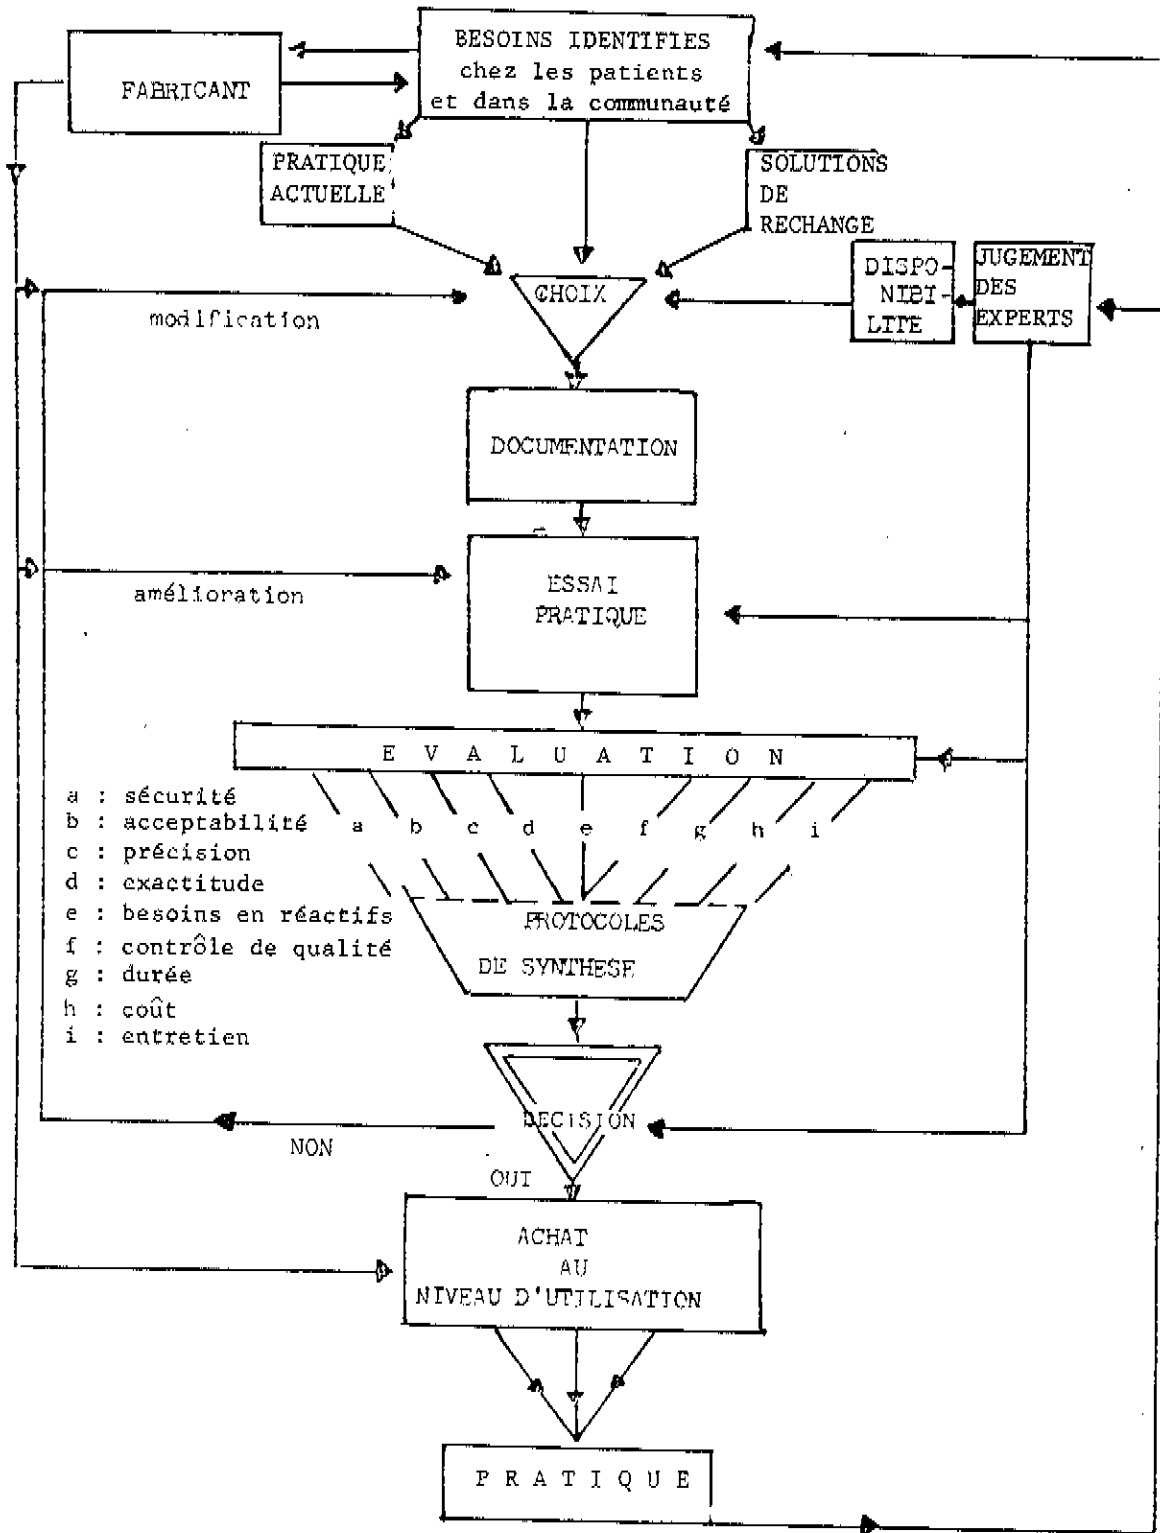 BESOINS IDENTIFIES
chez les patients
et dans la communauté
FABRICANT
PRATIQUE
ACTUELLE
SOLUTIONS
DE
RECHANGE
CHOIX
DISPO-
NIBI-
LITE
JUGEMENT
DES
EXPERTS
modification
DOCUMENTATION
ESSAI
PRATIQUE
amélioration
E V A L U A T I O N
a b c d e f g h i
a : sécurité
b : acceptabilité
c : précision
d : exactitude
e : besoins en réactifs
f : contrôle de qualité
g : durée
h : coût
i : entretien
PROTOCOLES
DE SYNTHESE
DECISION
NON
OUI
ACHAT
AU
NIVEAU D'UTILISATION
P R A T I Q U E